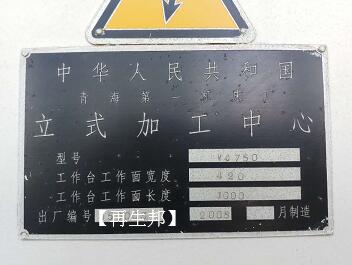 中华人民共和国
青海第一机床厂
立式加工中心
型号 VC750
工作台工作面宽度 420
工作台工作面长度 1000
出厂编号 【再生邦】 2005 月制造